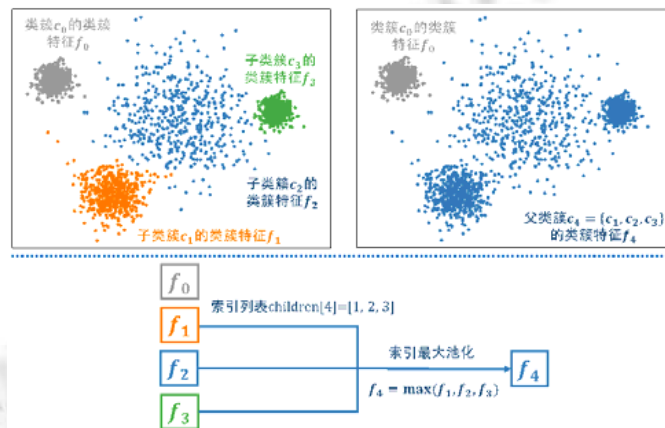 类簇c₀的类簇
特征f₀
子类簇c₃的
类簇特征f₃
子类簇c₂的
类簇特征f₂
子类簇c₁的类簇特征f₁
类簇c₀的类簇
特征f₀
父类簇c₄ = {c₁, c₂, c₃}
的类簇特征f₄
f₀
索引列表children[4]=[1, 2, 3]
f₁
索引最大池化
f₂
f₄
f₄ = max(f₁, f₂, f₃)
f₃